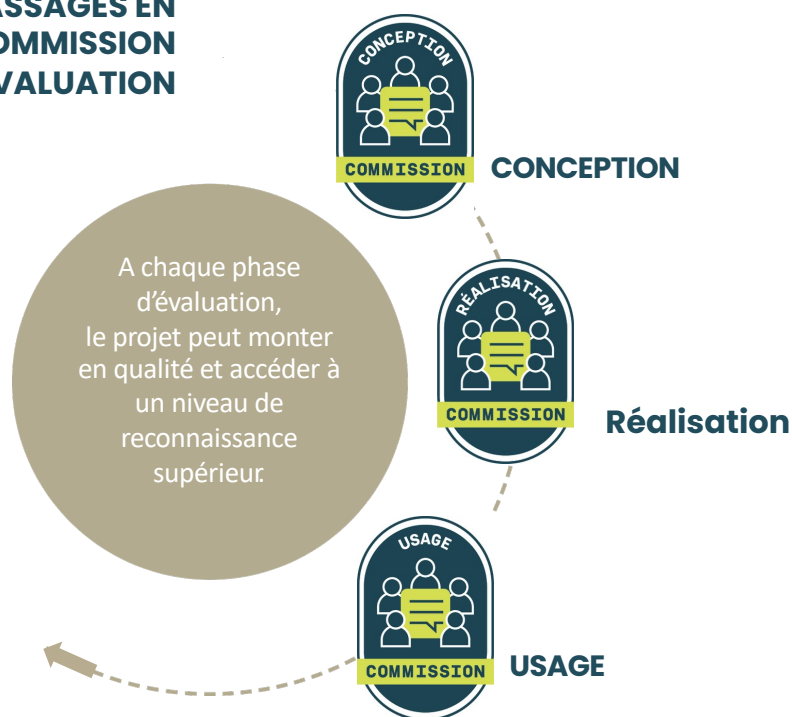 ASSAGES EN
OMMISSION
VALUATION
CONCEPTION
COMMISSION
CONCEPTION
A chaque phase
d'évaluation,
le projet peut monter
en qualité et accéder à
un niveau de
reconnaissance
supérieur.
RÉALISATION
COMMISSION
Réalisation
USAGE
COMMISSION
USAGE